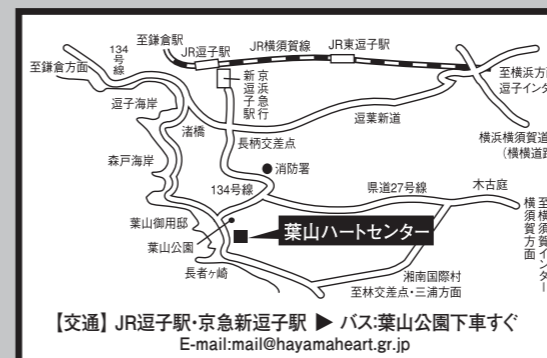 至鎌倉駅
JR逗子駅
JR横須賀線
JR東逗子駅
134号線
至鎌倉方面
京浜急行
新逗子駅
至横浜方
逗子インタ
逗子海岸
渚橋
長柄交差点
逗葉新道
横浜横須賀道
(横横道路
森戸海岸
消防署
134号線
県道27号線
木古庭
葉山御用邸
葉山公園
葉山ハートセンター
至横須賀インター
横須賀方面
長者ヶ崎
湘南国際村
至林交差点・三浦方面
【交通】JR逗子駅・京急新逗子駅 ▶ バス:葉山公園下車すぐ
E-mail:mail@hayamaheart.gr.jp